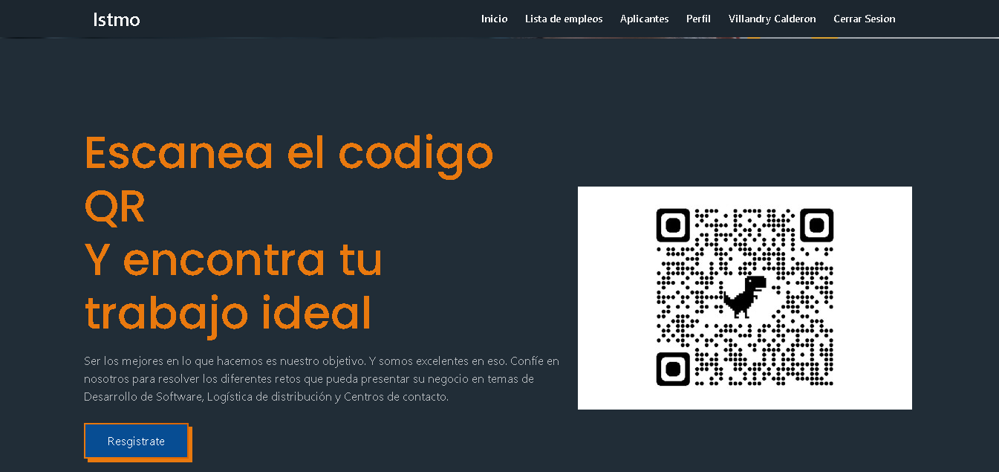 Istmo
Inicio Lista de empleos Aplicantes Perfil Villandry Calderon Cerrar Sesion
Escanea el codigo
QR
Y encontra tu
trabajo ideal
Ser los mejores en lo que hacemos es nuestro objetivo. Y somos excelentes en eso. Confíe en
nosotros para resolver los diferentes retos que pueda presentar su negocio en temas de
Desarrollo de Software, Logística de distribución y Centros de contacto.
Resgistrate